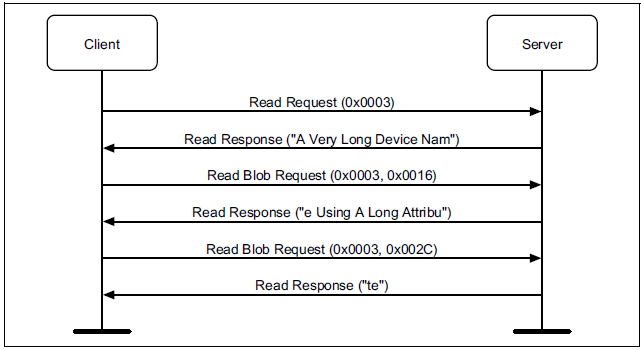 Client
Server
Read Request (0x0003)
Read Response ("A Very Long Device Nam")
Read Blob Request (0x0003, 0x0016)
Read Response ("e Using A Long Attribu")
Read Blob Request (0x0003, 0x002C)
Read Response ("te")